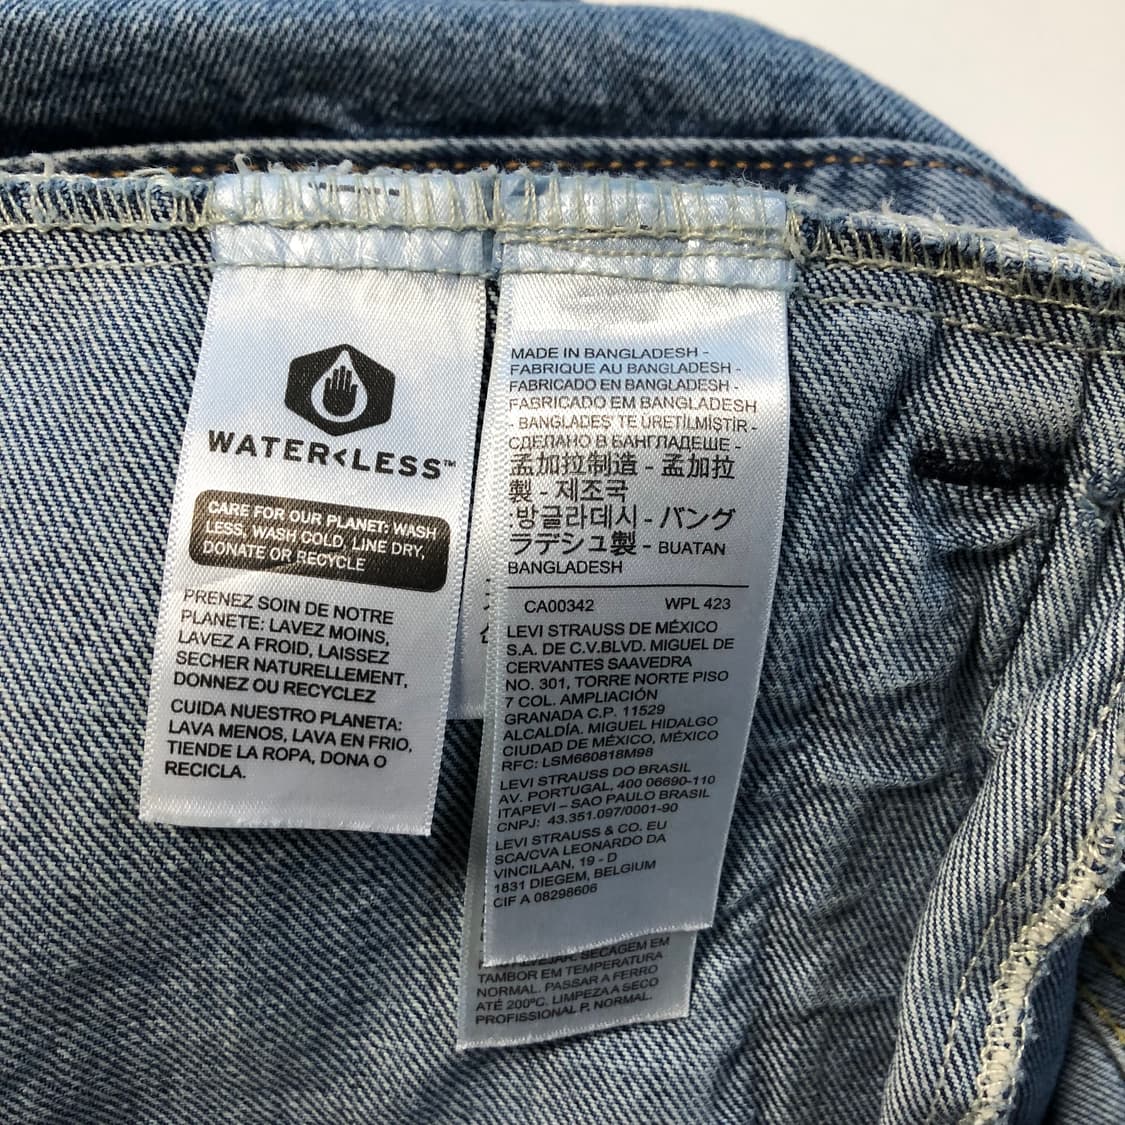 WATER<LESS™
CARE FOR OUR PLANET: WASH
LESS, WASH COLD, LINE DRY,
DONATE OR RECYCLE
PRENEZ SOIN DE NOTRE
PLANETE: LAVEZ MOINS,
LAVEZ A FROID, LAISSEZ
SECHER NATURELLEMENT,
DONNEZ OU RECYCLEZ
CUIDA NUESTRO PLANETA:
LAVA MENOS, LAVA EN FRIO,
TIENDE LA ROPA, DONA O
RECICLA.
MADE IN BANGLADESH -
FABRIQUE AU BANGLADESH -
FABRICADO EN BANGLADESH -
FABRICADO EM BANGLADESH
- BANGLADEŞ TE ÜRETİLMİŞTİR -
СДЕЛАНО В БАНГЛАДЕШЕ -
孟加拉制造 - 孟加拉
製 - 제조국
:방글라데시 - バング
ラデシュ製 - BUATAN
BANGLADESH
CA00342 WPL 423
LEVI STRAUSS DE MÉXICO
S.A. DE C.V.BLVD. MIGUEL DE
CERVANTES SAAVEDRA
NO. 301, TORRE NORTE PISO
7 COL. AMPLIACIÓN
GRANADA C.P. 11529
ALCALDÍA. MIGUEL HIDALGO
CIUDAD DE MÉXICO, MÉXICO
RFC: LSM660818M98
LEVI STRAUSS DO BRASIL
AV. PORTUGAL, 400 06690-110
ITAPEVI – SAO PAULO BRASIL
CNPJ: 43.351.097/0001-90
LEVI STRAUSS & CO. EU
SCA/CVA LEONARDO DA
VINCILAAN, 19 - D
1831 DIEGEM, BELGIUM
CIF A 08298606
SECAGEM EM
TAMBOR EM TEMPERATURA
NORMAL. PASSAR A FERRO
ATÉ 200ºC. LIMPEZA A SECO
PROFISSIONAL P, NORMAL.